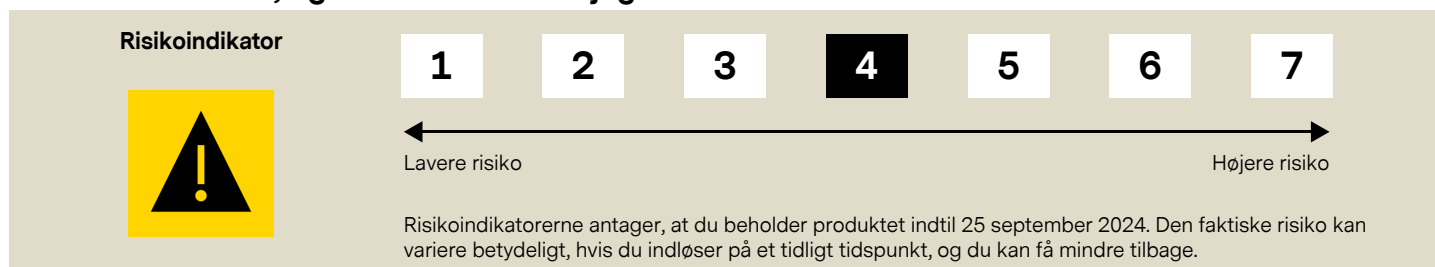 Risikoindikator
1 2 3 4 5 6 7
Lavere risiko Højere risiko
Risikoindikatorerne antager, at du beholder produktet indtil 25 september 2024. Den faktiske risiko kan
variere betydeligt, hvis du indløser på et tidligt tidspunkt, og du kan få mindre tilbage.